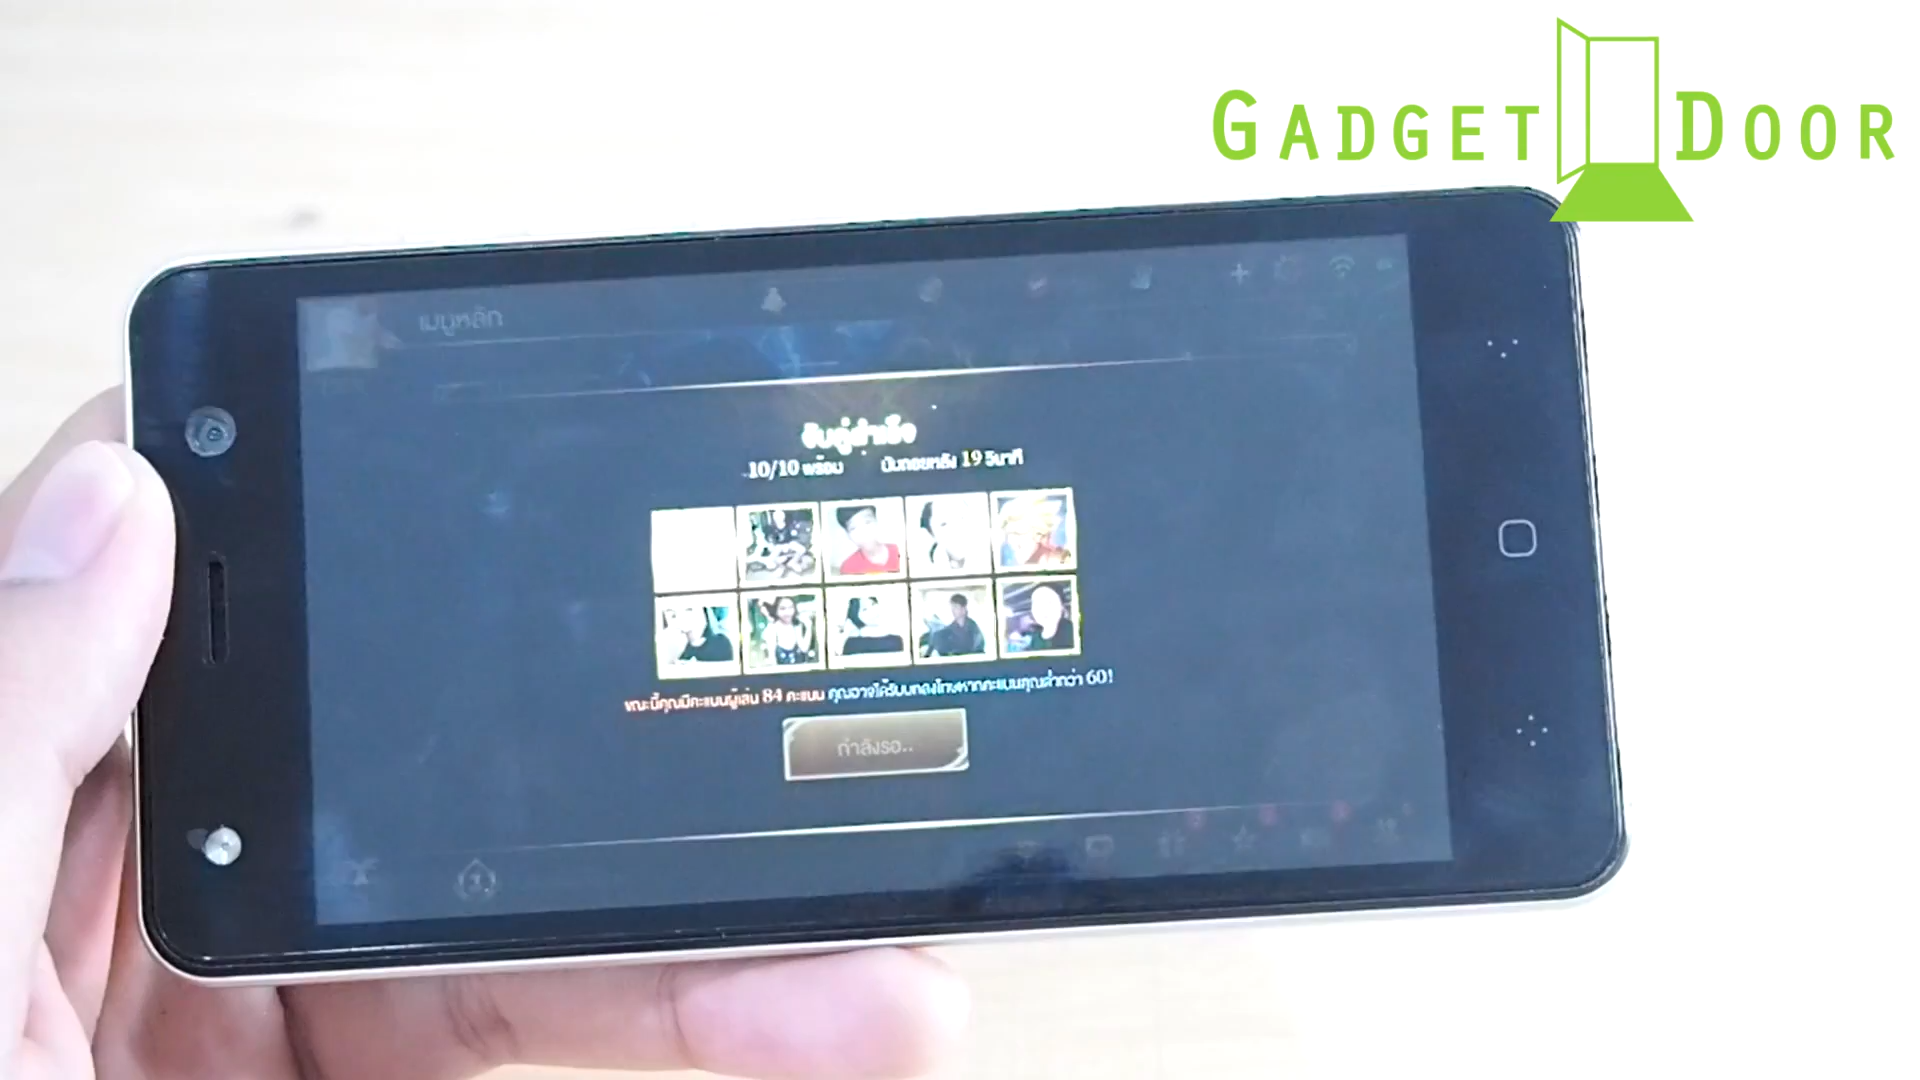 GADGET DOOR
เมนูหลัก
จับคู่สำเร็จ
10/10 พร้อม นับถอยหลัง 19 วินาที
ขณะนี้คุณมีคะแนนผู้เล่น 84 คะแนน คุณอาจได้รับบทลงโทษหากคะแนนคุณต่ำกว่า 60!
กำลังรอ..